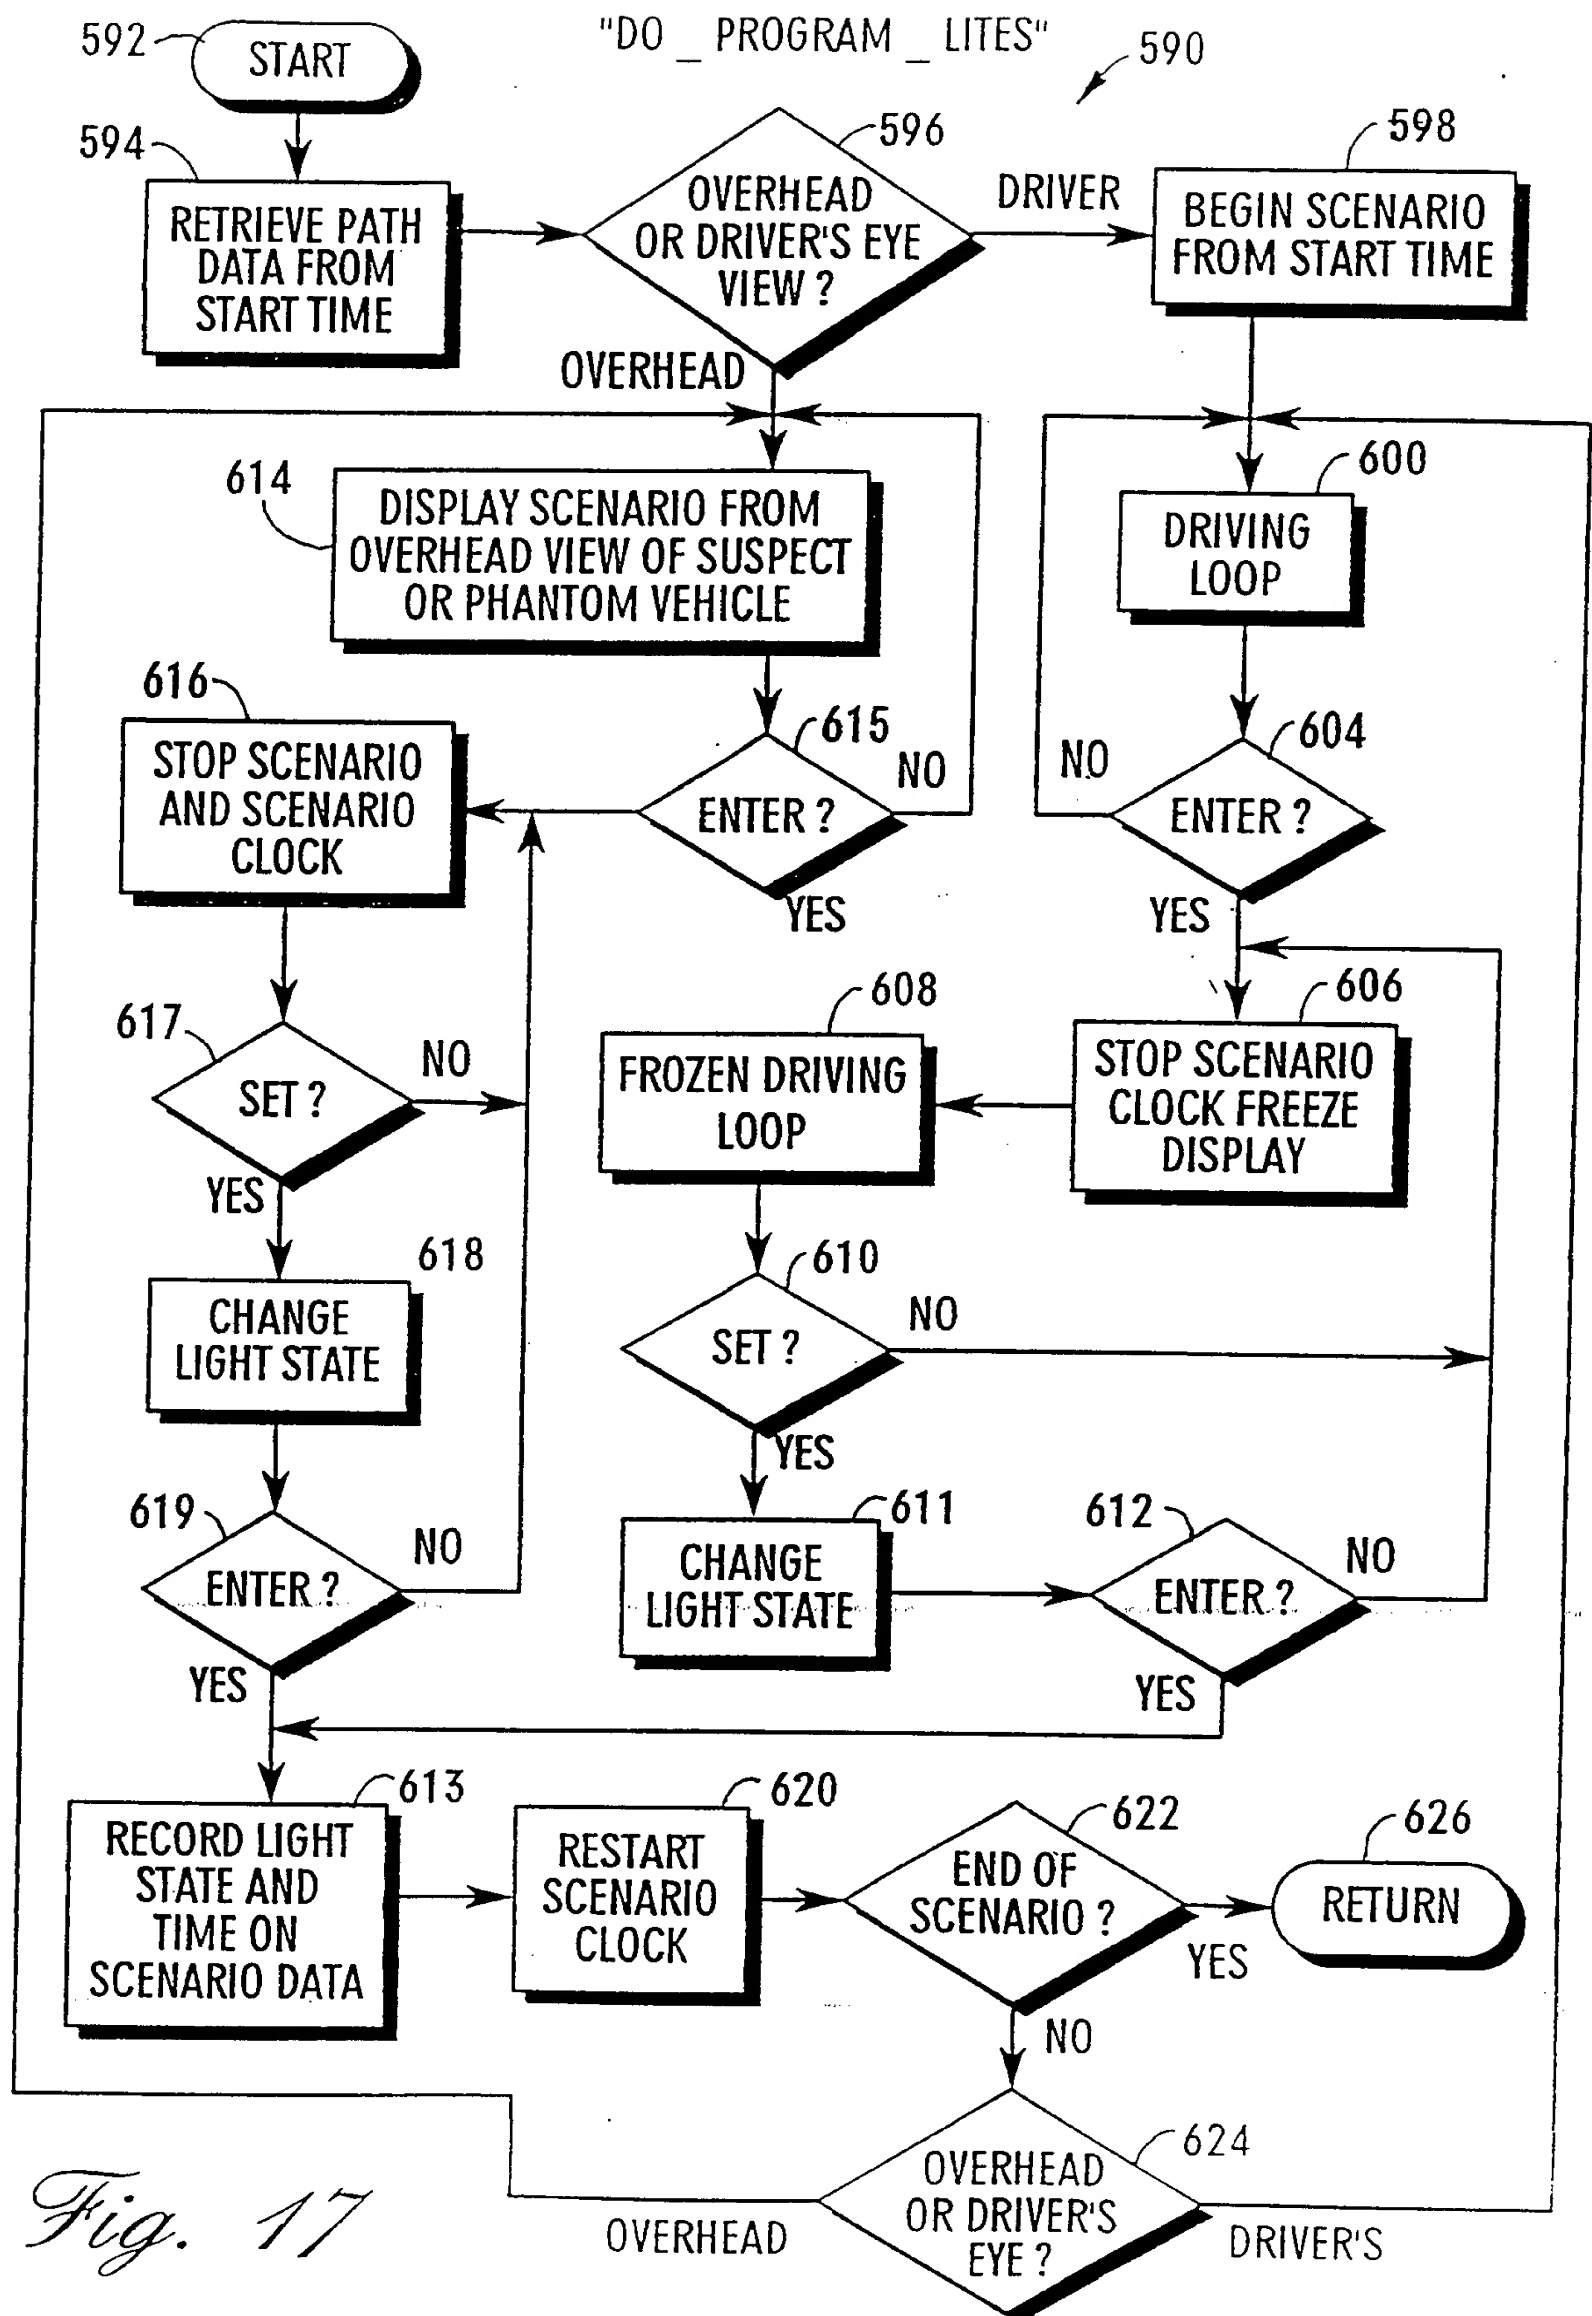 "DO _ PROGRAM _ LITES"
590
592
START
594
RETRIEVE PATH
DATA FROM
START TIME
596
OVERHEAD
OR DRIVER'S EYE
VIEW ?
DRIVER
OVERHEAD
598
BEGIN SCENARIO
FROM START TIME
614
DISPLAY SCENARIO FROM
OVERHEAD VIEW OF SUSPECT
OR PHANTOM VEHICLE
600
DRIVING
LOOP
616
STOP SCENARIO
AND SCENARIO
CLOCK
615
ENTER ?
NO
YES
604
ENTER ?
NO
YES
617
SET ?
NO
YES
608
FROZEN DRIVING
LOOP
606
STOP SCENARIO
CLOCK FREEZE
DISPLAY
618
CHANGE
LIGHT STATE
610
SET ?
NO
YES
619
ENTER ?
NO
YES
611
CHANGE
LIGHT STATE
612
ENTER ?
NO
YES
613
RECORD LIGHT
STATE AND
TIME ON
SCENARIO DATA
620
RESTART
SCENARIO
CLOCK
622
END OF
SCENARIO ?
YES
NO
626
RETURN
624
OVERHEAD
OR DRIVER'S
EYE ?
OVERHEAD
DRIVER'S
Fig. 17